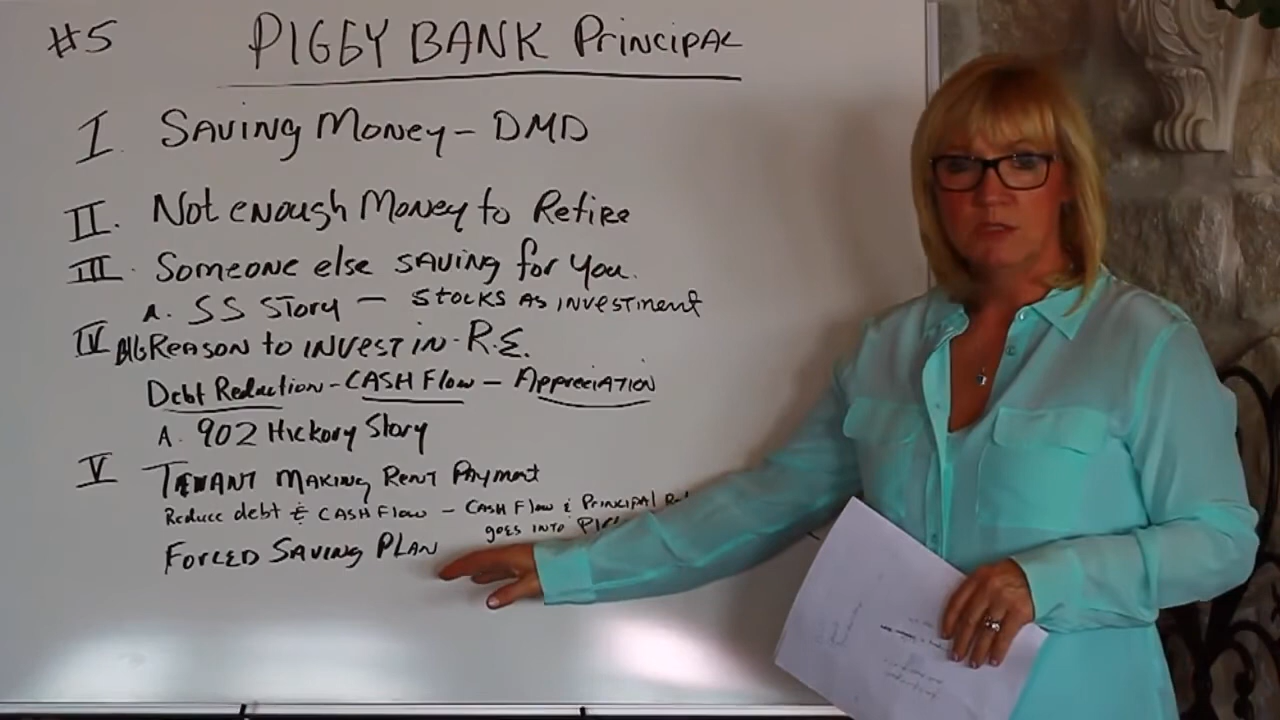 #5 PIGGY BANK PRINCIPAL
I. SAVING MONEY - DMD
II. Not enough Money to Retire
III. Someone else saving for you.
A. SS STORY — STOCKS AS INVESTMENT
IV BIG REASON to INVEST IN R.E.
Debt Reduction - CASH Flow - Appreciation
A. 902 Hickory Story
V TENANT MAKING RENT PAYMENT
Reduce debt & CASH FLOW - CASH Flow & PRINCIPAL
goes INTO
FORCED SAVING PLAN